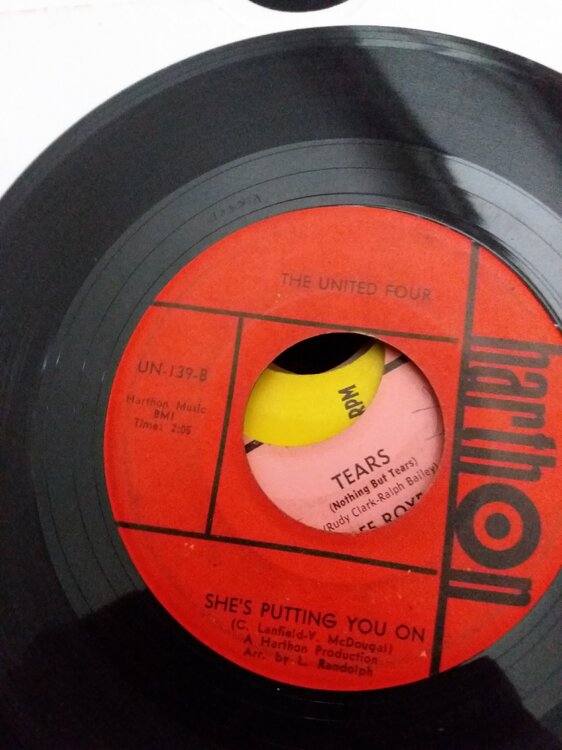 THE UNITED FOUR
UN-139-B
Harthon Music
BMI
Time: 2:05
harthon
RPM
TEARS
(Nothing But Tears)
(Rudy Clark-Ralph Bailey)
SHE'S PUTTING YOU ON
(C. Lanfield-V. McDougal)
A Harthon Production
Arr. by L. Randolph